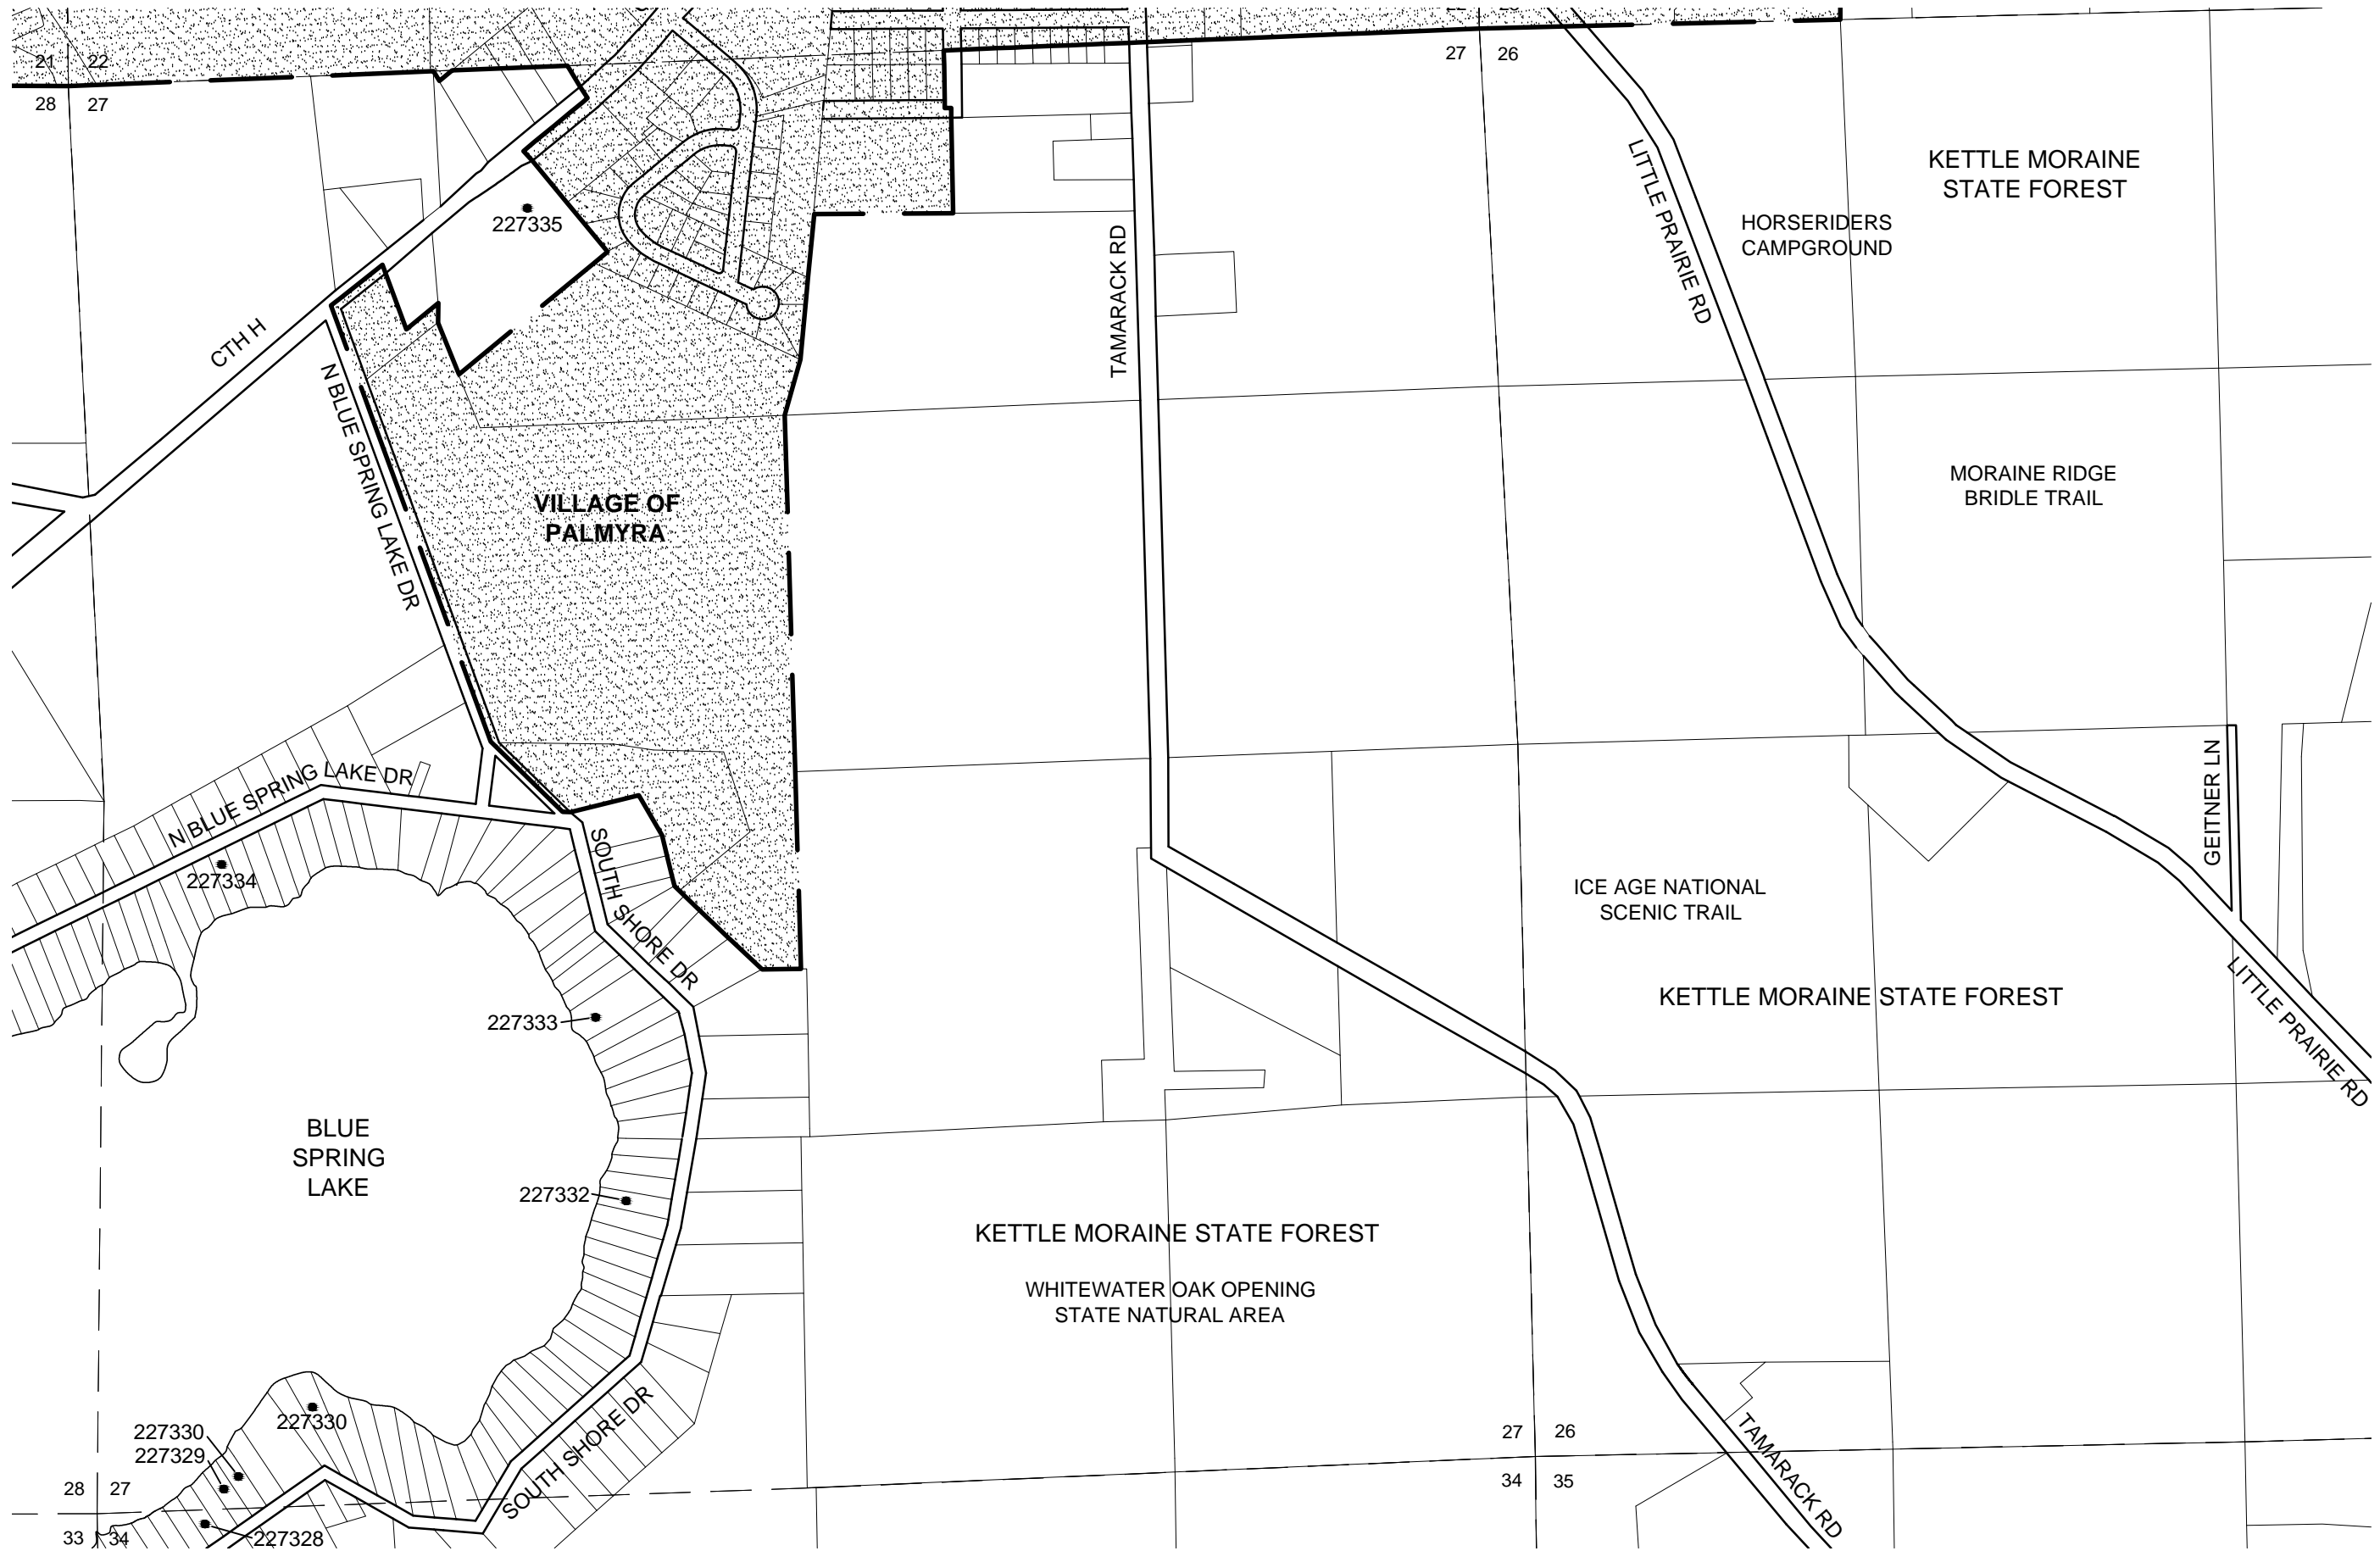 21 22
28 27
27 26
KETTLE MORAINE
STATE FOREST
HORSERIDERS
CAMPGROUND
LITTLE PRAIRIE RD
227335
TAMARACK RD
CTH H
N BLUE SPRING LAKE DR
VILLAGE OF
PALMYRA
MORAINE RIDGE
BRIDLE TRAIL
N BLUE SPRING LAKE DR
227334
SOUTH SHORE DR
GEITNER LN
ICE AGE NATIONAL
SCENIC TRAIL
KETTLE MORAINE STATE FOREST
LITTLE PRAIRIE RD
227333
BLUE
SPRING
LAKE
227332
KETTLE MORAINE STATE FOREST
WHITEWATER OAK OPENING
STATE NATURAL AREA
227330
227330
227329
SOUTH SHORE DR
27 26
34 35
TAMARACK RD
28 27
33 34
227328